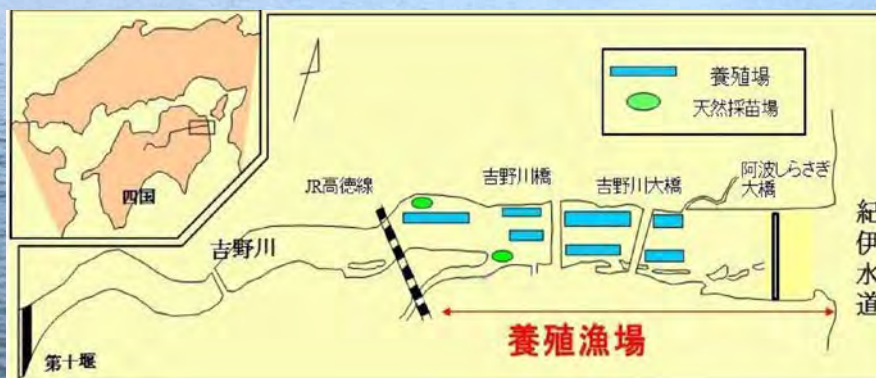 養殖場
天然採苗場
四国
JR高徳線
吉野川橋
吉野川大橋
阿波しらさぎ
大橋
紀伊水道
吉野川
第十堰
養殖漁場